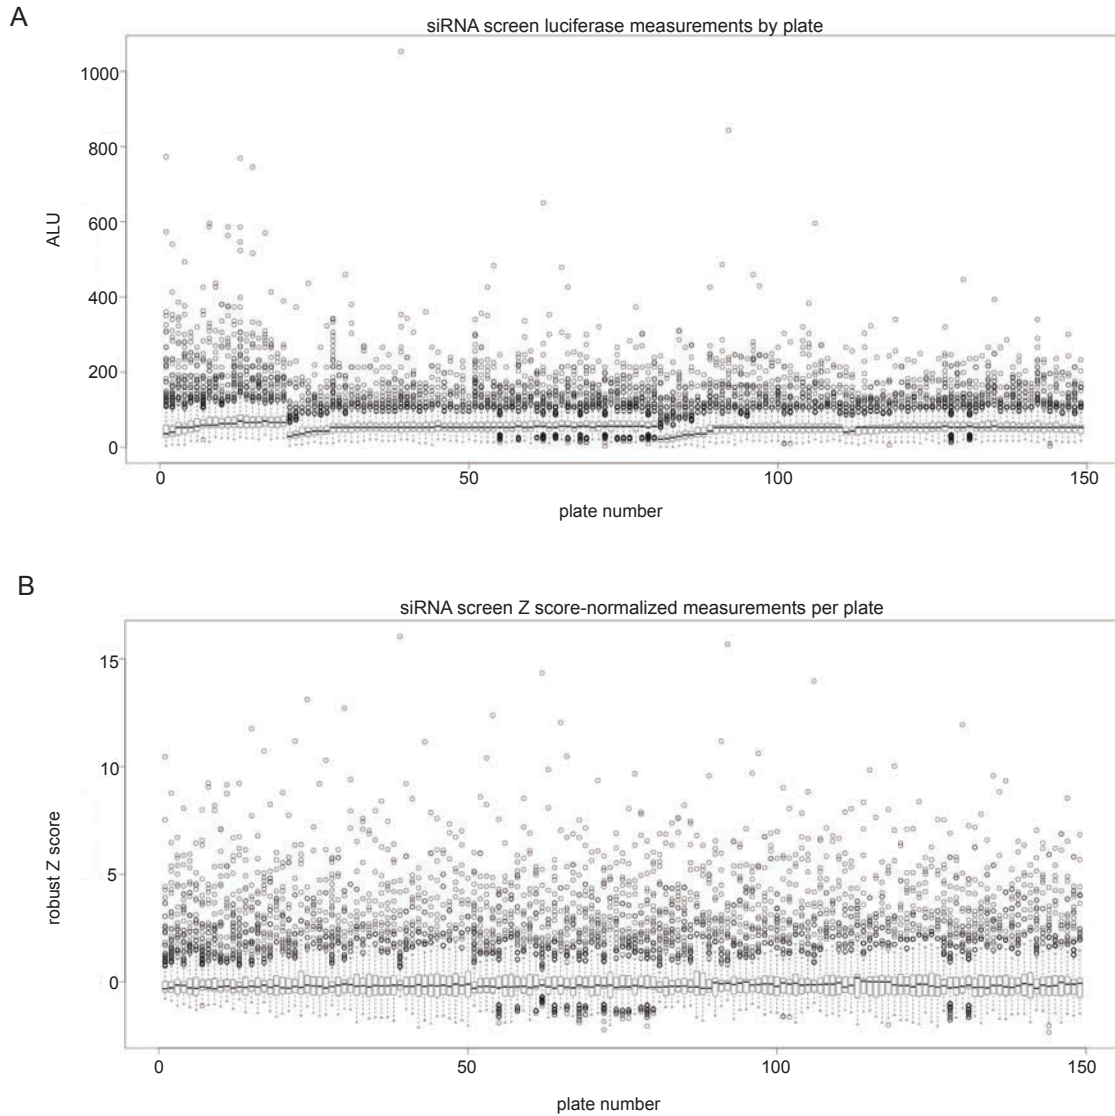 A
siRNA screen luciferase measurements by plate
1000
800
600
400
200
0
ALU
0 50 100 150
plate number
B
siRNA screen Z score-normalized measurements per plate
15
10
5
0
robust Z score
0 50 100 150
plate number